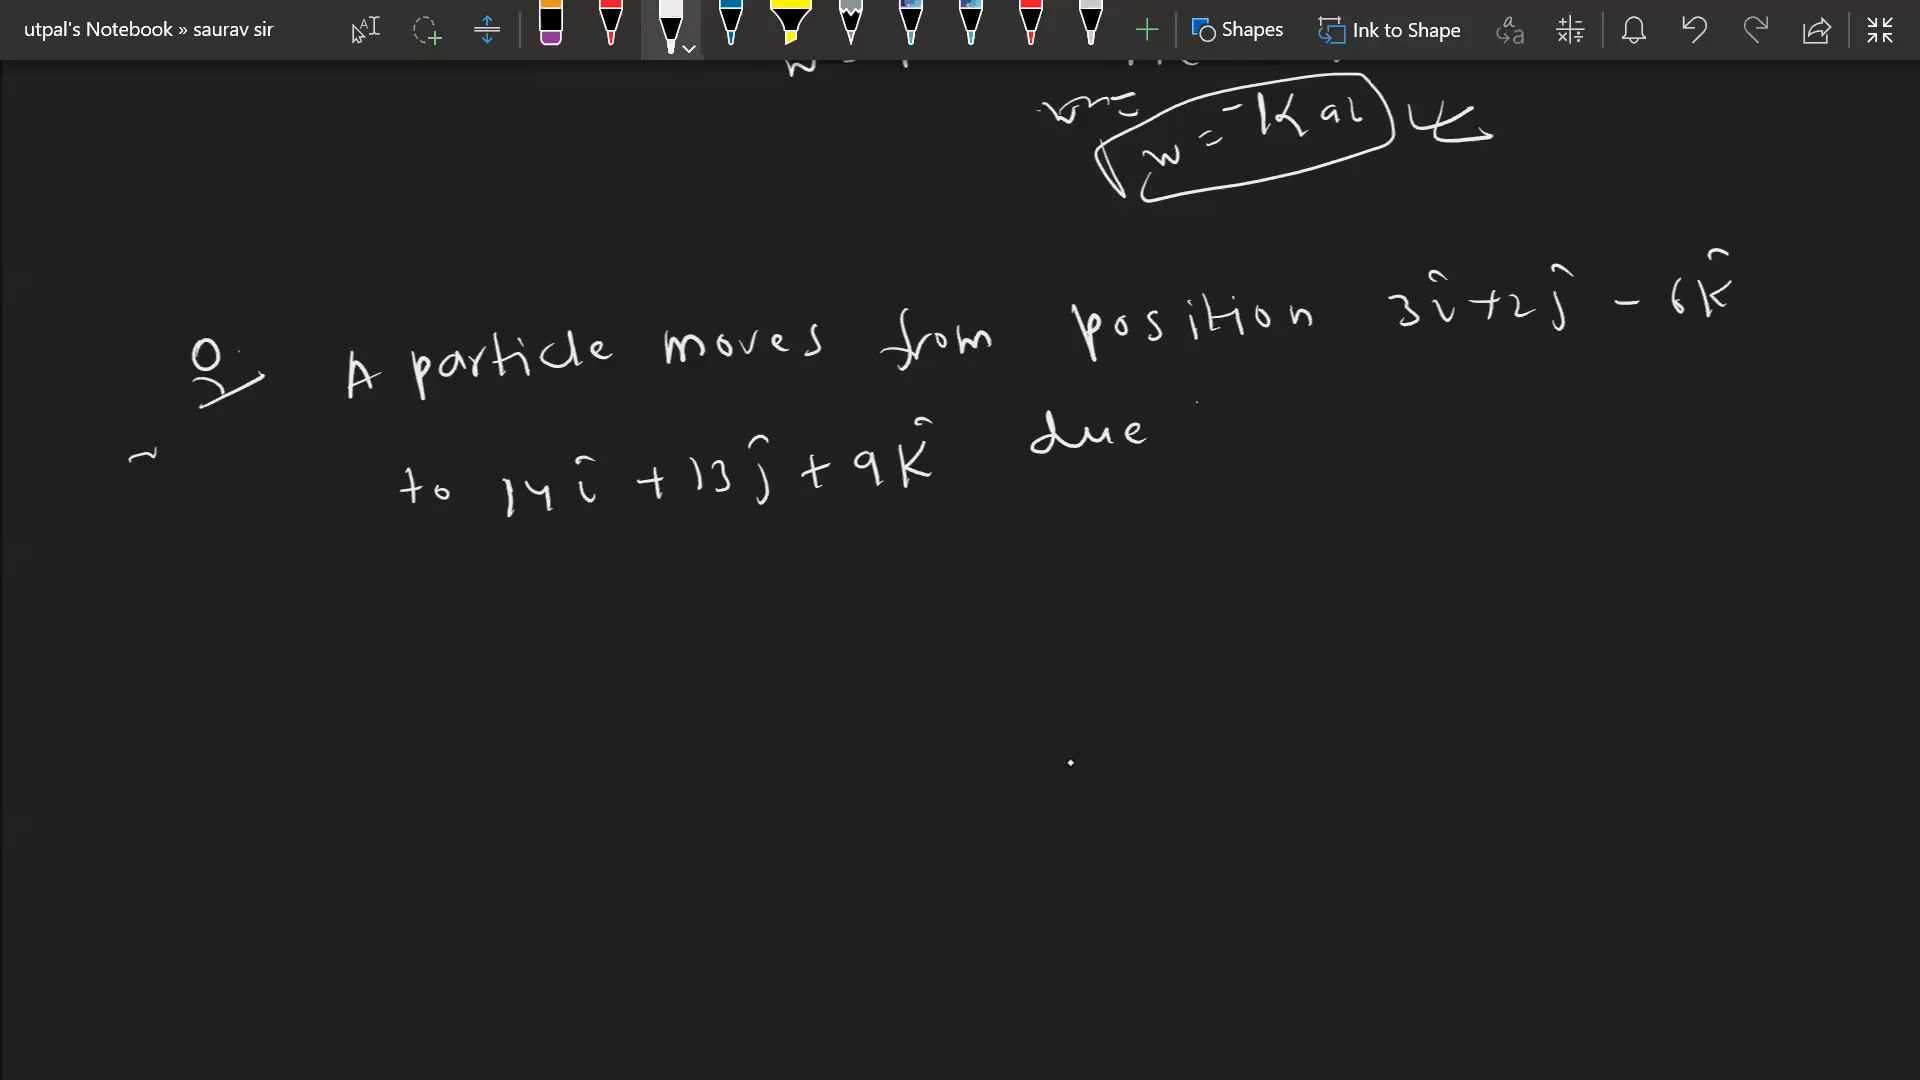 utpal's Notebook » saurav sir
Shapes
Ink to Shape
w = -Kal
Q A particle moves from position 3î+2ĵ - 6k̂
to 14î + 13ĵ + 9k̂ due